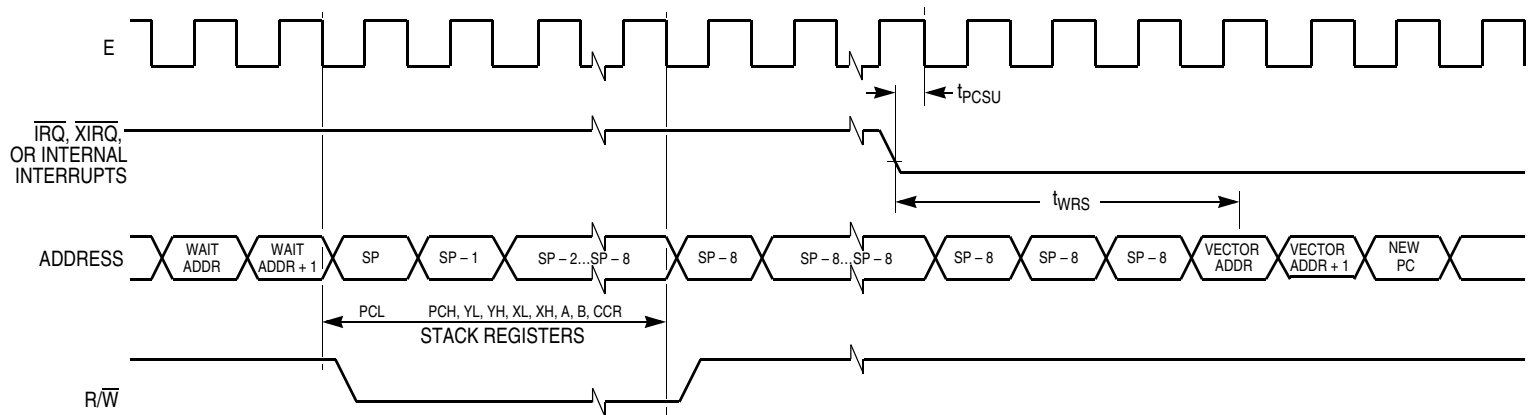 E
t_PCSU
IRQ, XIRQ,
OR INTERNAL
INTERRUPTS
t_WRS
ADDRESS
WAIT
ADDR
WAIT
ADDR + 1
SP
SP – 1
SP – 2...SP – 8
SP – 8
SP – 8...SP – 8
SP – 8
SP – 8
SP – 8
VECTOR
ADDR
VECTOR
ADDR + 1
NEW
PC
PCL
PCH, YL, YH, XL, XH, A, B, CCR
STACK REGISTERS
R/W